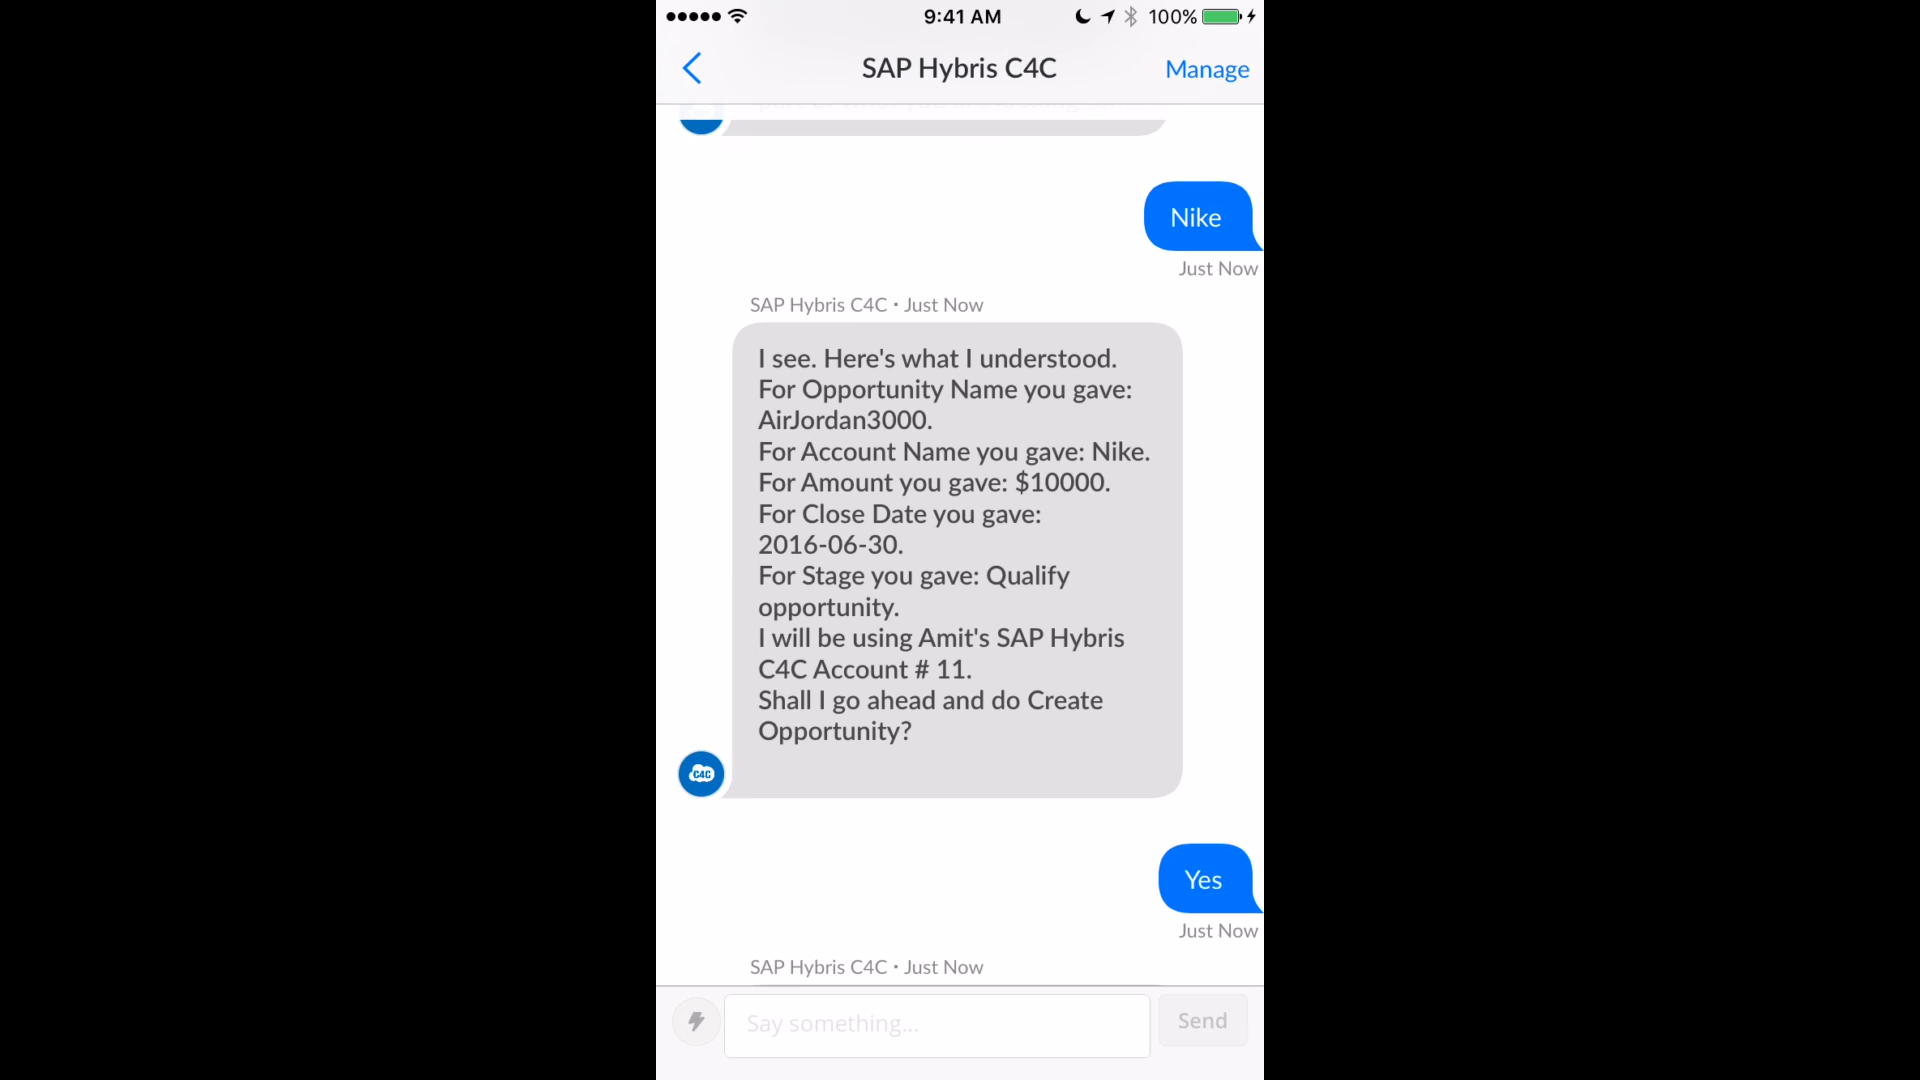 9:41 AM
100%
SAP Hybris C4C
Manage
Nike
Just Now
SAP Hybris C4C • Just Now
I see. Here's what I understood.
For Opportunity Name you gave:
AirJordan3000.
For Account Name you gave: Nike.
For Amount you gave: $10000.
For Close Date you gave:
2016-06-30.
For Stage you gave: Qualify
opportunity.
I will be using Amit's SAP Hybris
C4C Account # 11.
Shall I go ahead and do Create
Opportunity?
C4C
Yes
Just Now
SAP Hybris C4C • Just Now
Say something...
Send